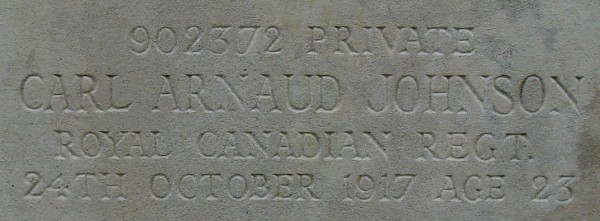 902372 PRIVATE
CARL ARNAUD JOHNSON
ROYAL CANADIAN REGT.
24TH OCTOBER 1917 AGE 23